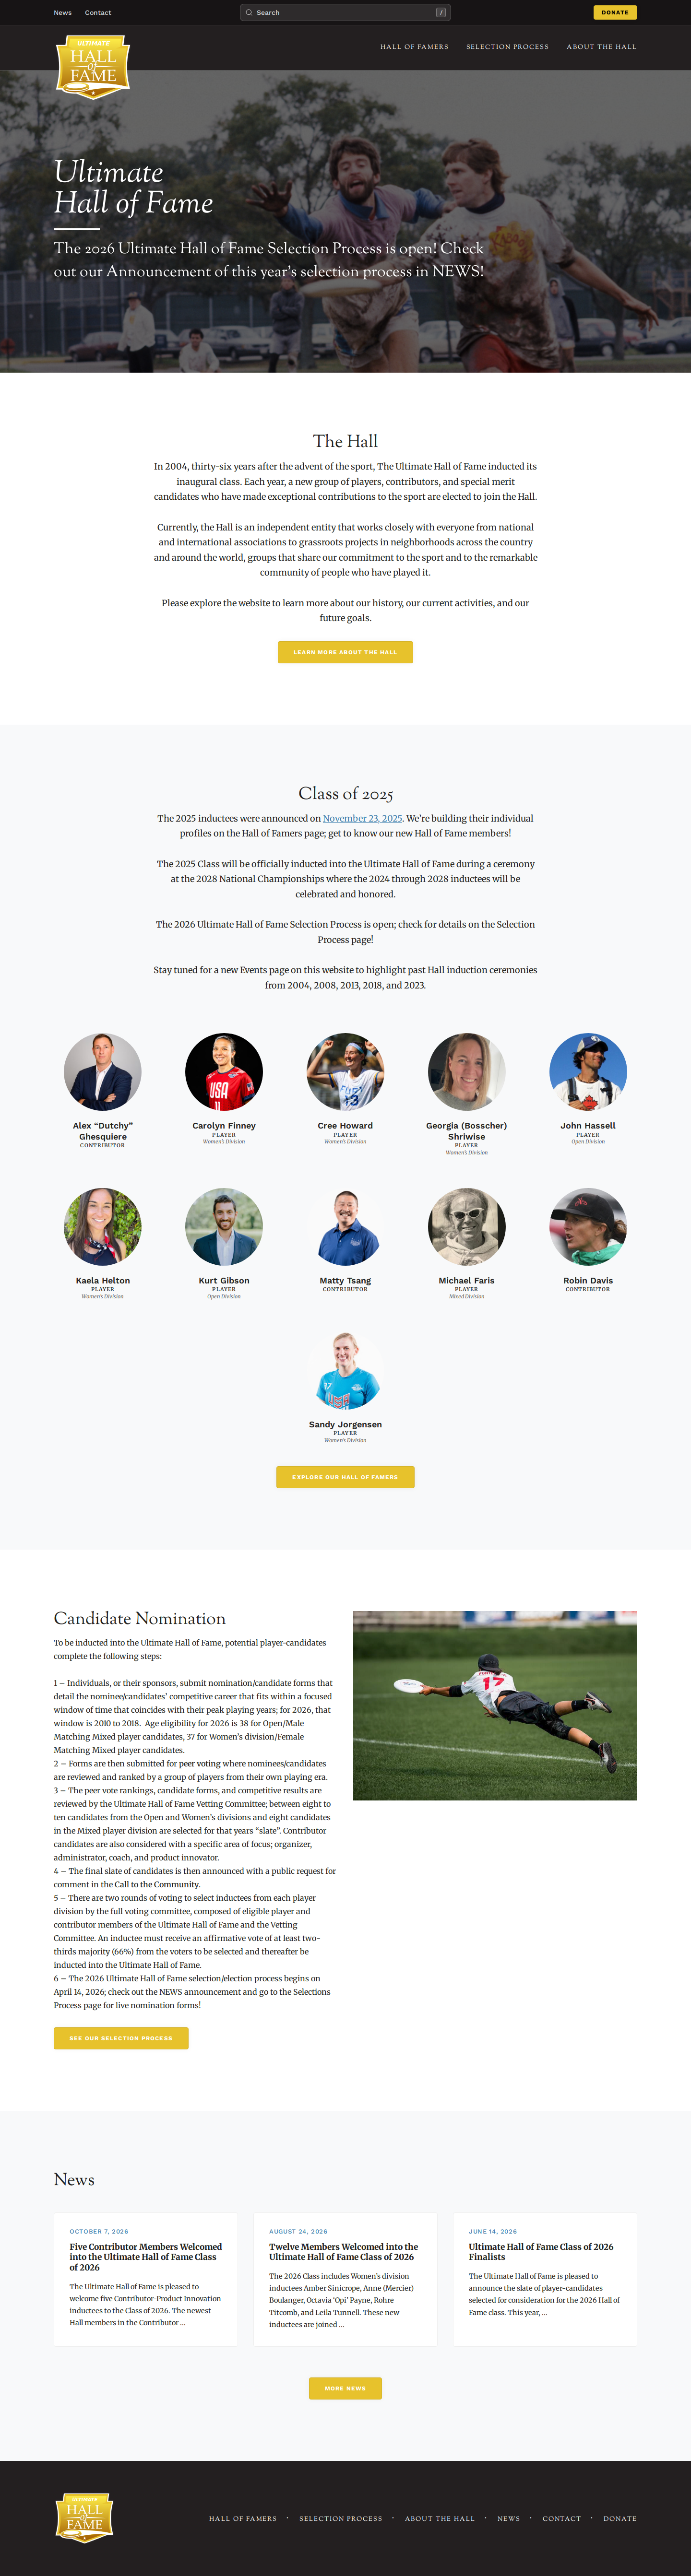 News Contact Search / DONATE
ULTIMATE
HALL
of
FAME
HALL OF FAMERS SELECTION PROCESS ABOUT THE HALL
Ultimate
Hall of Fame
The 2026 Ultimate Hall of Fame Selection Process is open! Check
out our Announcement of this year's selection process in NEWS!
The Hall
In 2004, thirty-six years after the advent of the sport, The Ultimate Hall of Fame inducted its
inaugural class. Each year, a new group of players, contributors, and special merit
candidates who have made exceptional contributions to the sport are elected to join the Hall.
Currently, the Hall is an independent entity that works closely with everyone from national
and international associations to grassroots projects in neighborhoods across the country
and around the world, groups that share our commitment to the sport and to the remarkable
community of people who have played it.
Please explore the website to learn more about our history, our current activities, and our
future goals.
LEARN MORE ABOUT THE HALL
Class of 2025
The 2025 inductees were announced on November 23, 2025. We're building their individual
profiles on the Hall of Famers page; get to know our new Hall of Fame members!
The 2025 Class will be officially inducted into the Ultimate Hall of Fame during a ceremony
at the 2028 National Championships where the 2024 through 2028 inductees will be
celebrated and honored.
The 2026 Ultimate Hall of Fame Selection Process is open; check for details on the Selection
Process page!
Stay tuned for a new Events page on this website to highlight past Hall induction ceremonies
from 2004, 2008, 2013, 2018, and 2023.
Alex “Dutchy”
Ghesquiere
CONTRIBUTOR
Carolyn Finney
PLAYER
Women's Division
Cree Howard
PLAYER
Women's Division
Georgia (Bosscher)
Shriwise
PLAYER
Women's Division
John Hassell
PLAYER
Open Division
Kaela Helton
PLAYER
Women's Division
Kurt Gibson
PLAYER
Open Division
Matty Tsang
CONTRIBUTOR
Michael Faris
PLAYER
Mixed Division
Robin Davis
CONTRIBUTOR
Sandy Jorgensen
PLAYER
Women's Division
EXPLORE OUR HALL OF FAMERS
Candidate Nomination
To be inducted into the Ultimate Hall of Fame, potential player-candidates
complete the following steps:
1 – Individuals, or their sponsors, submit nomination/candidate forms that
detail the nominee/candidates' competitive career that fits within a focused
window of time that coincides with their peak playing years; for 2026, that
window is 2010 to 2018. Age eligibility for 2026 is 38 for Open/Male
Matching Mixed player candidates, 37 for Women's division/Female
Matching Mixed player candidates.
2 – Forms are then submitted for peer voting where nominees/candidates
are reviewed and ranked by a group of players from their own playing era.
3 – The peer vote rankings, candidate forms, and competitive results are
reviewed by the Ultimate Hall of Fame Vetting Committee; between eight to
ten candidates from the Open and Women's divisions and eight candidates
in the Mixed player division are selected for that years “slate”. Contributor
candidates are also considered with a specific area of focus; organizer,
administrator, coach, and product innovator.
4 – The final slate of candidates is then announced with a public request for
comment in the Call to the Community.
5 – There are two rounds of voting to select inductees from each player
division by the full voting committee, composed of eligible player and
contributor members of the Ultimate Hall of Fame and the Vetting
Committee. An inductee must receive an affirmative vote of at least two-
thirds majority (66%) from the voters to be selected and thereafter be
inducted into the Ultimate Hall of Fame.
6 – The 2026 Ultimate Hall of Fame selection/election process begins on
April 14, 2026; check out the NEWS announcement and go to the Selections
Process page for live nomination forms!
SEE OUR SELECTION PROCESS
17
News
OCTOBER 7, 2026
Five Contributor Members Welcomed
into the Ultimate Hall of Fame Class
of 2026
The Ultimate Hall of Fame is pleased to
welcome five Contributor-Product Innovation
inductees to the Class of 2026. The newest
Hall members in the Contributor ...
AUGUST 24, 2026
Twelve Members Welcomed into the
Ultimate Hall of Fame Class of 2026
The 2026 Class includes Women's division
inductees Amber Sinicrope, Anne (Mercier)
Boulanger, Octavia 'Opi' Payne, Rohre
Titcomb, and Leila Tunnell. These new
inductees are joined ...
JUNE 14, 2026
Ultimate Hall of Fame Class of 2026
Finalists
The Ultimate Hall of Fame is pleased to
announce the slate of player-candidates
selected for consideration for the 2026 Hall of
Fame class. This year, ...
MORE NEWS
ULTIMATE
HALL
of
FAME
HALL OF FAMERS • SELECTION PROCESS • ABOUT THE HALL • NEWS • CONTACT • DONATE